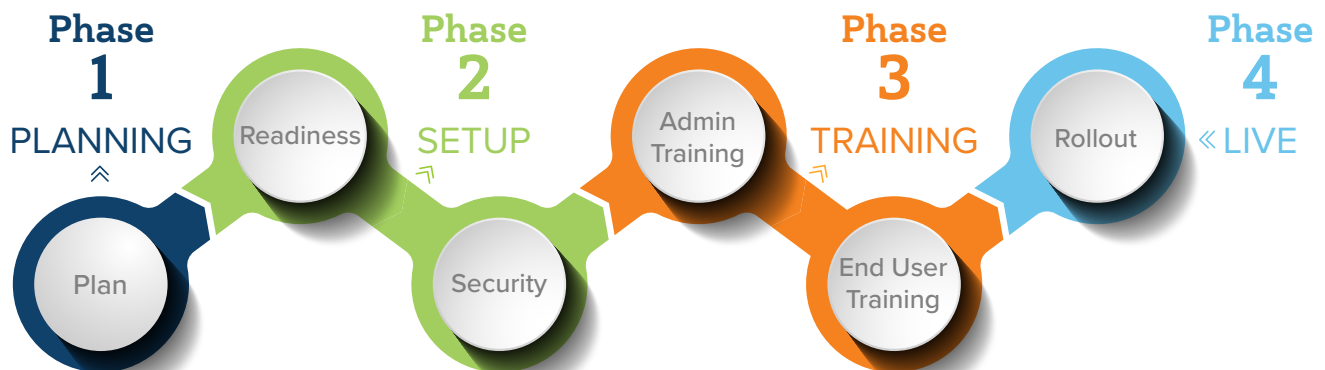 Phase
1
PLANNING
Plan
Readiness
Phase
2
SETUP
Security
Admin
Training
Phase
3
TRAINING
End User
Training
Rollout
Phase
4
LIVE